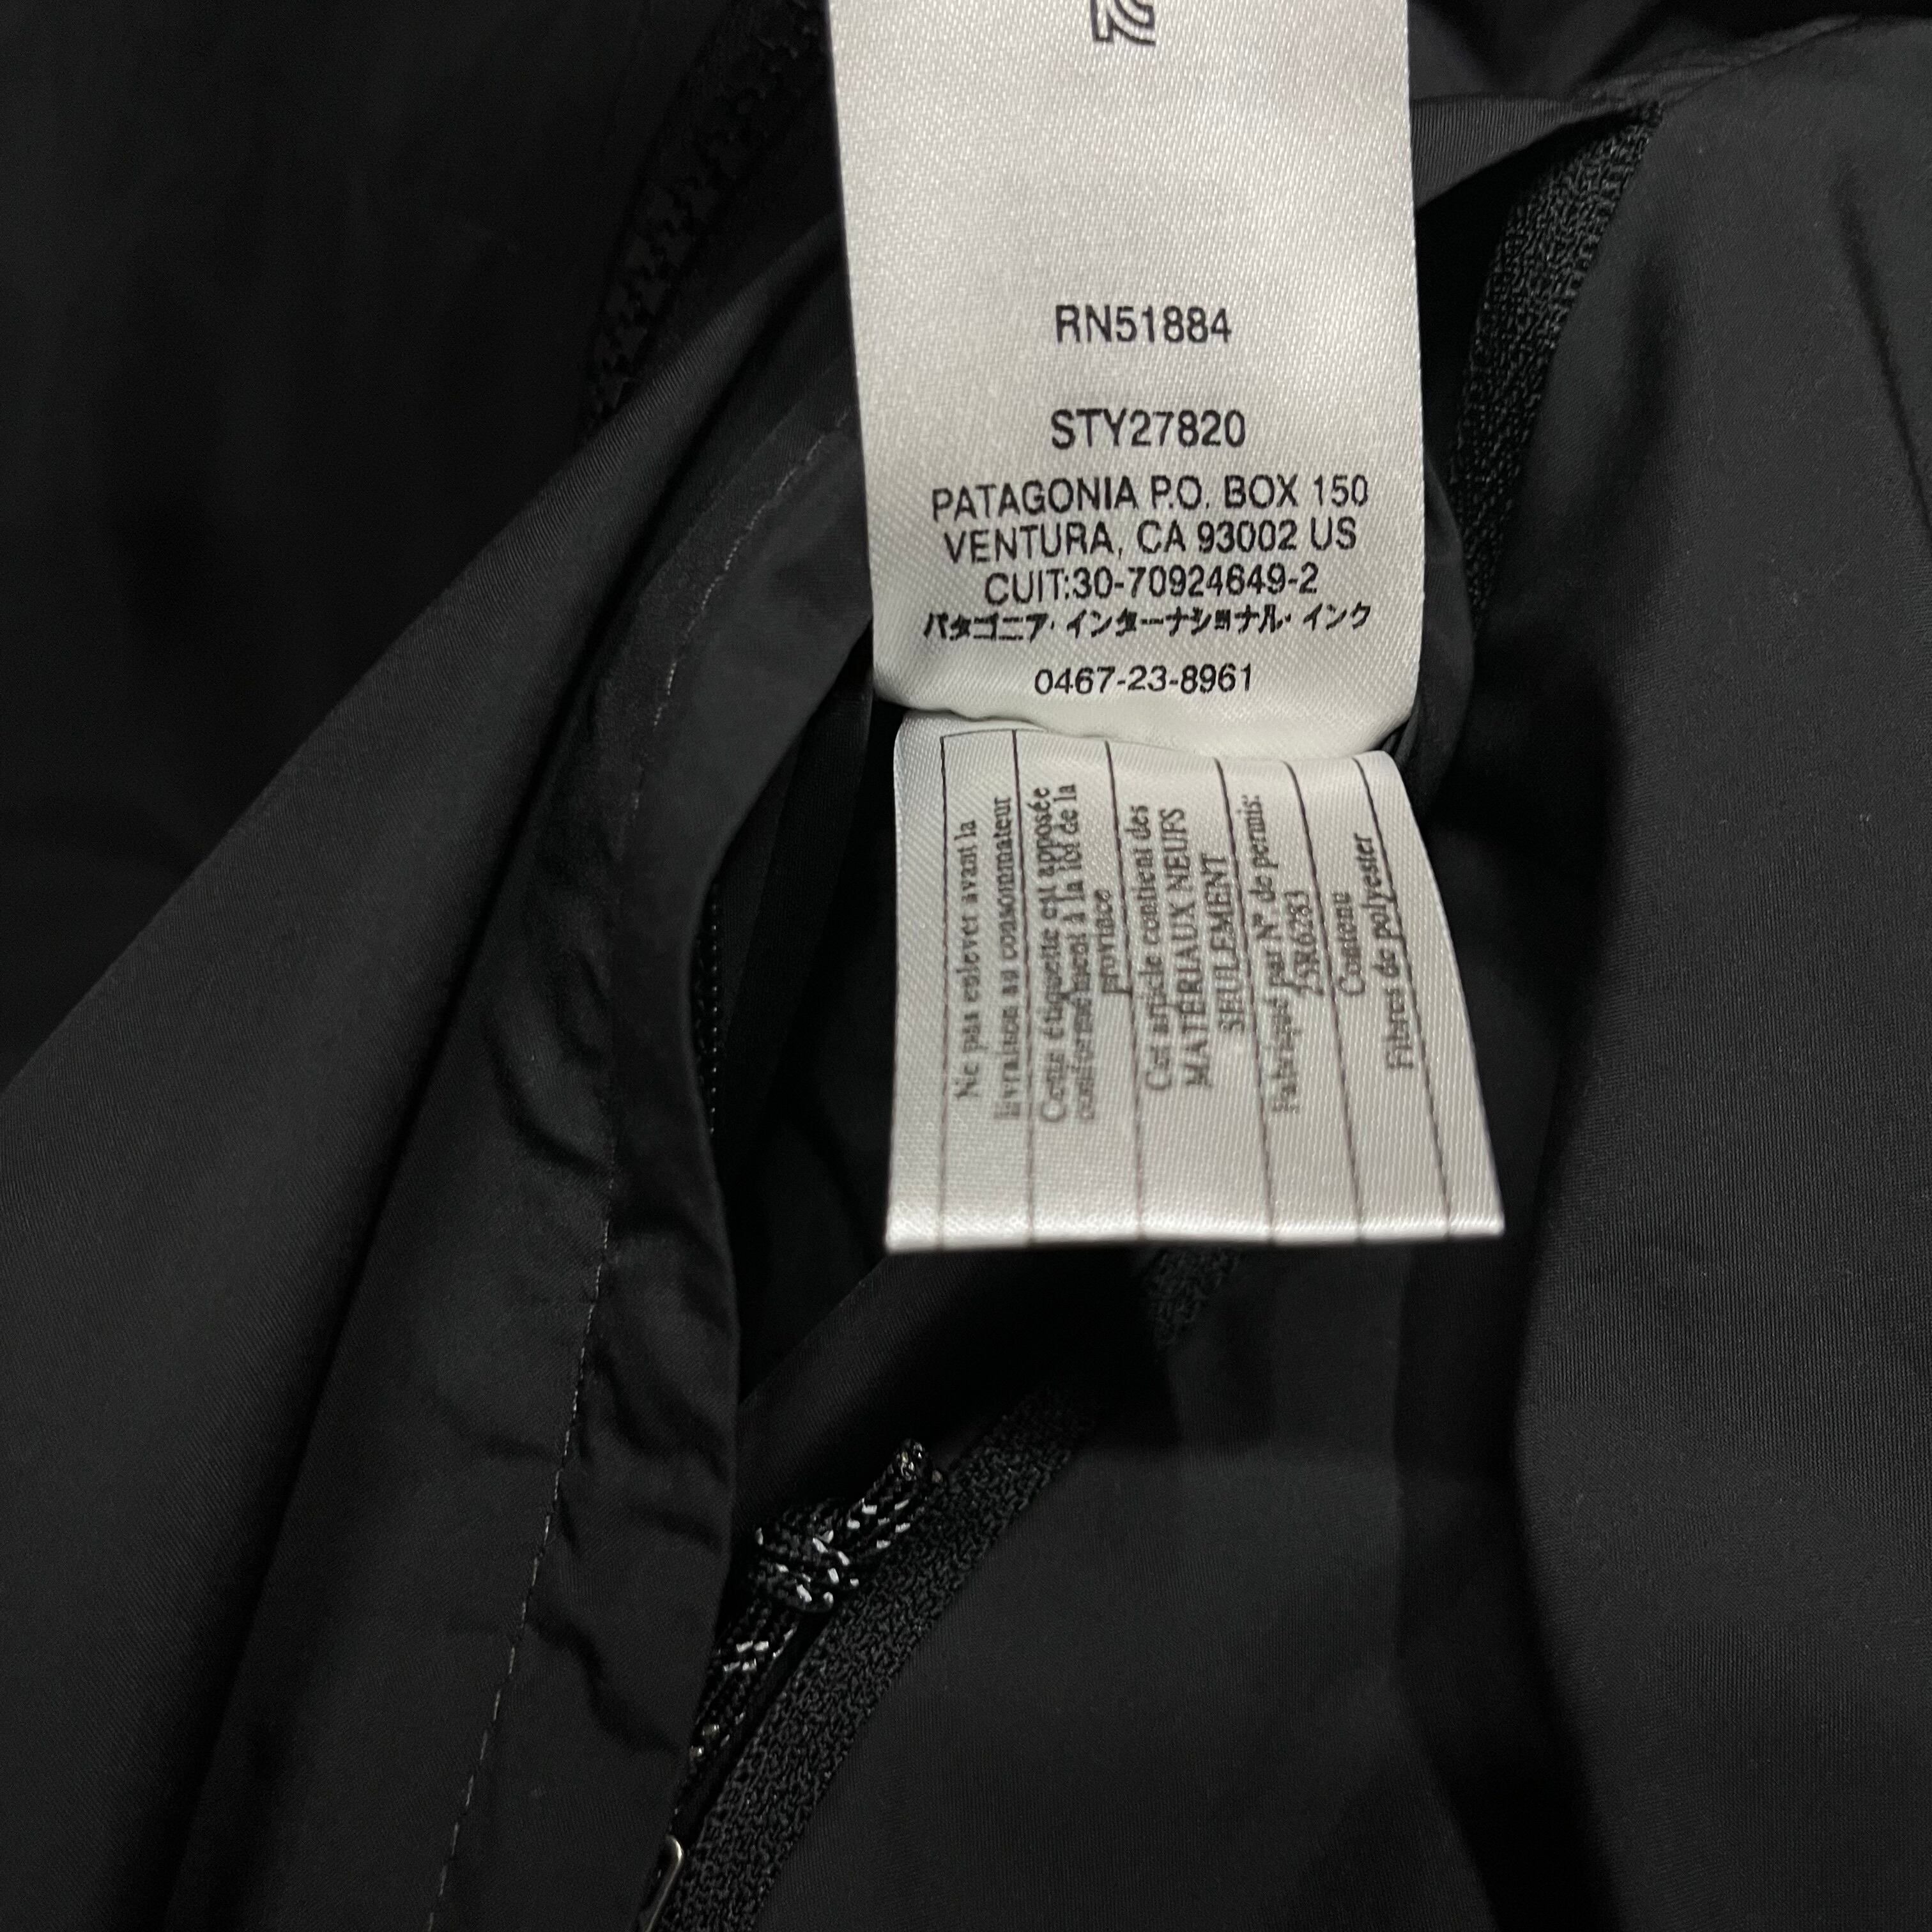 RN51884
STY27820
PATAGONIA P.O. BOX 150
VENTURA, CA 93002 US
CUIT:30-70924649-2
パタゴニア・インターナショナル・インク
0467-23-8961
Ne pas enlever avant la
livraison au consommateur
Cette étiquette est apposée
conformément à la loi de la
province
Cet article contient des
MATÉRIAUX NEUFS
SEULEMENT
Fabriqué par N° de permis:
ZSR6283
Contenu
Fibres de polyester